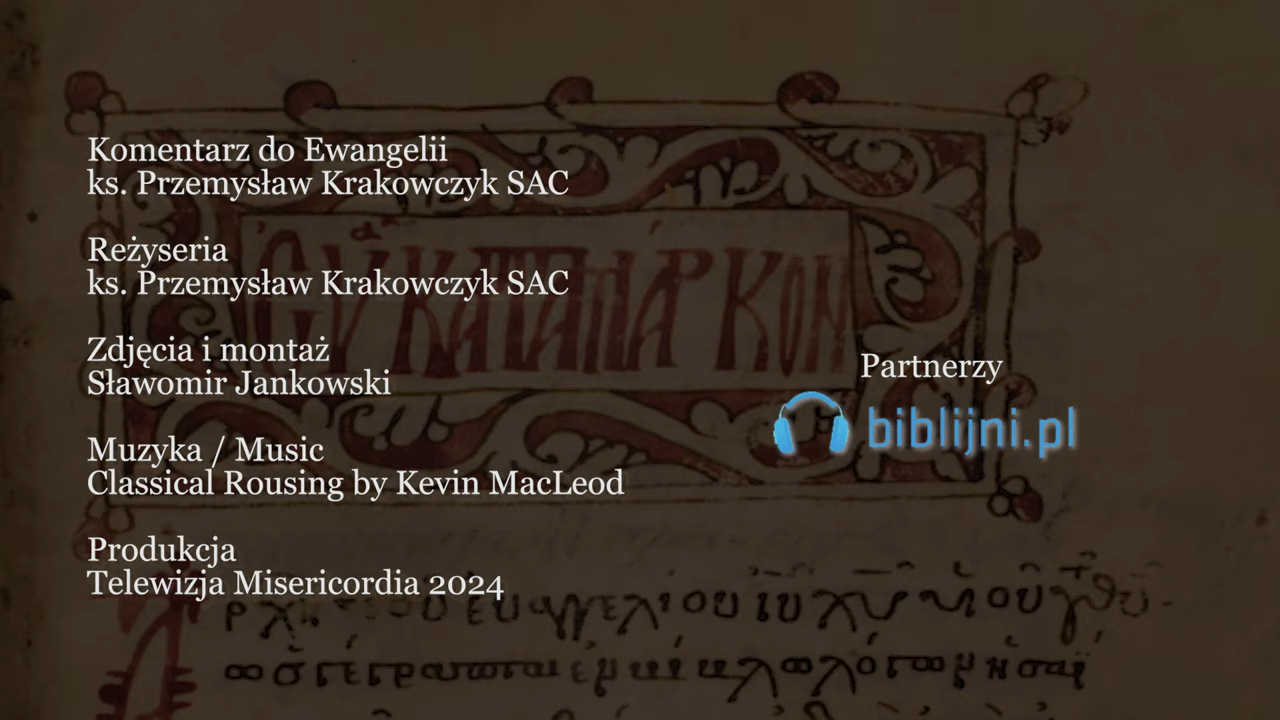 Komentarz do Ewangelii
ks. Przemysław Krakowczyk SAC
Reżyseria
ks. Przemysław Krakowczyk SAC
Zdjęcia i montaż
Sławomir Jankowski
Muzyka / Music
Classical Rousing by Kevin MacLeod
Produkcja
Telewizja Misericordia 2024
Partnerzy
biblijni.pl